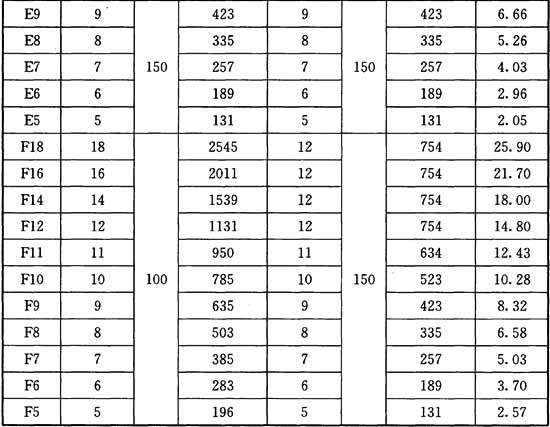 E9 9 423 9 423 6.66
E8 8 335 8 335 5.26
E7 7 150 257 7 150 257 4.03
E6 6 189 6 189 2.96
E5 5 131 5 131 2.05
F18 18 2545 12 754 25.90
F16 16 2011 12 754 21.70
F14 14 1539 12 754 18.00
F12 12 1131 12 754 14.80
F11 11 950 11 634 12.43
F10 10 100 785 10 150 523 10.28
F9 9 635 9 423 8.32
F8 8 503 8 335 6.58
F7 7 385 7 257 5.03
F6 6 283 6 189 3.70
F5 5 196 5 131 2.57